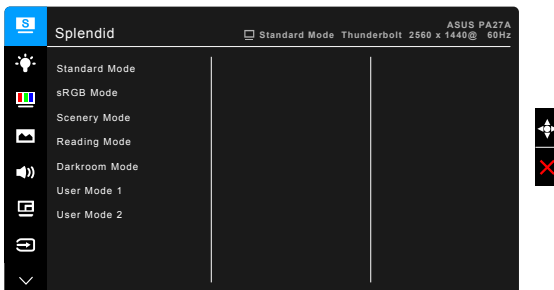 S
ASUS PA27A
Splendid
Standard Mode Thunderbolt 2560 x 1440@ 60Hz
Standard Mode
sRGB Mode
Scenery Mode
Reading Mode
Darkroom Mode
User Mode 1
User Mode 2